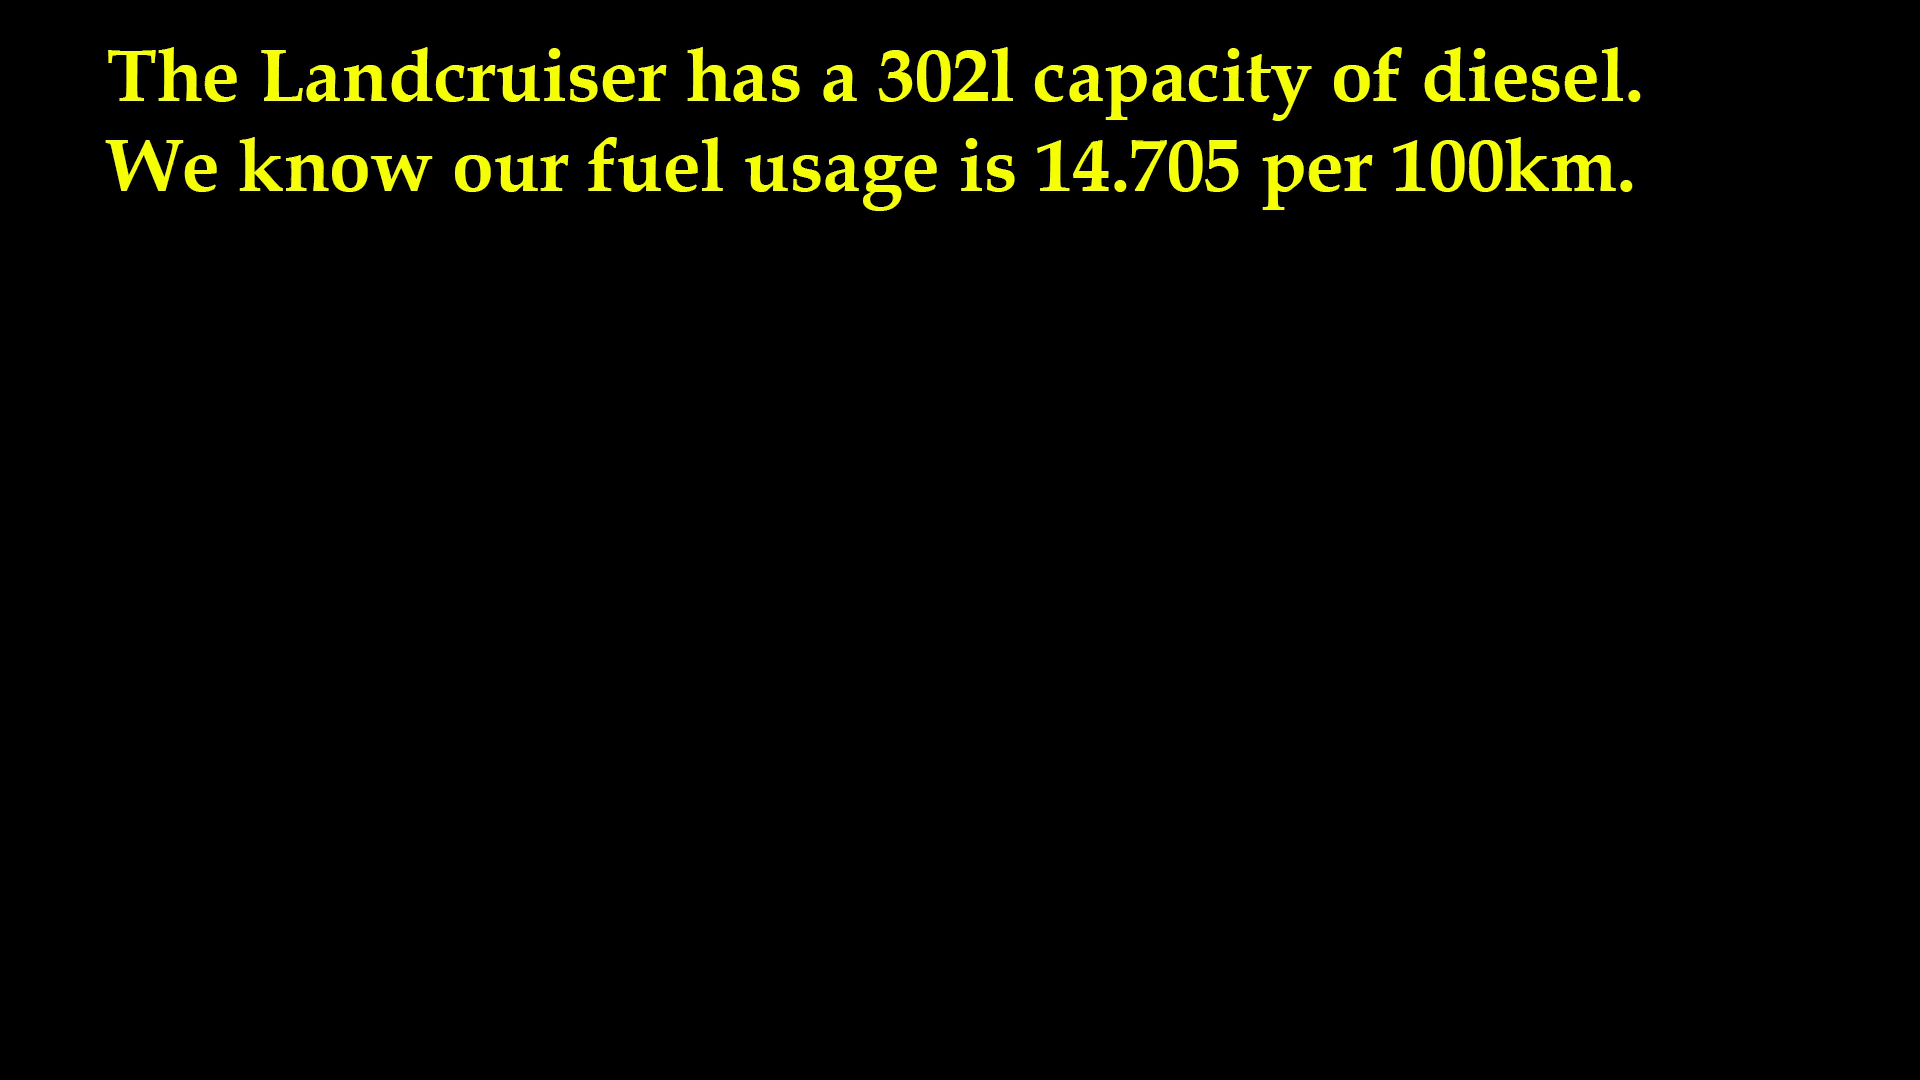 The Landcruiser has a 302l capacity of diesel.
We know our fuel usage is 14.705 per 100km.